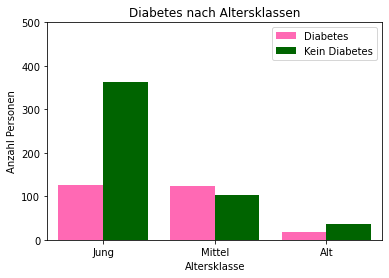 Diabetes nach Altersklassen
Diabetes
Kein Diabetes
Anzahl Personen
500
400
300
200
100
0
Jung Mittel Alt
Altersklasse